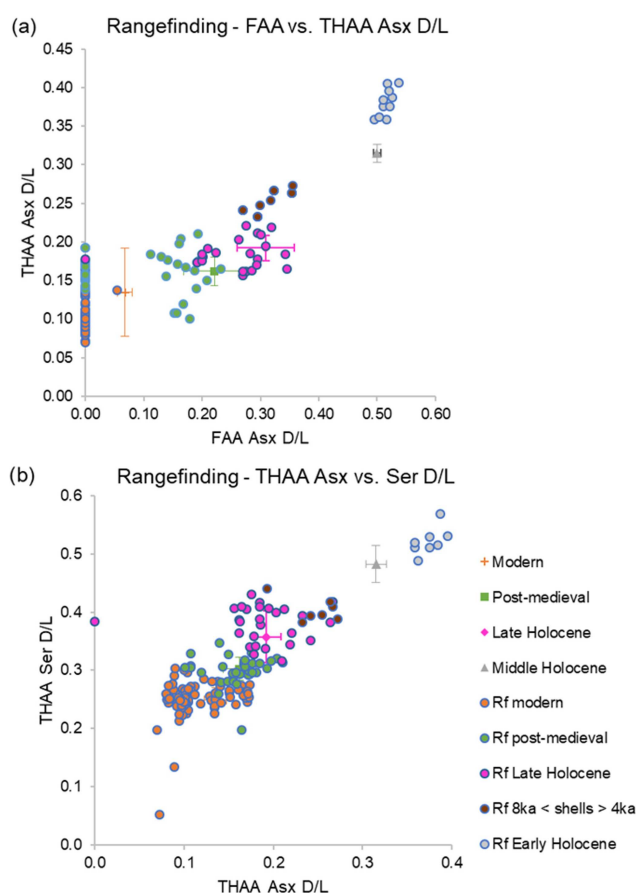 (a) Rangefinding - FAA vs. THAA Asx D/L
0.45
0.40
0.35
0.30
0.25
0.20
0.15
0.10
0.05
0.00
THAA Asx D/L
0.00 0.10 0.20 0.30 0.40 0.50 0.60
FAA Asx D/L
(b) Rangefinding - THAA Asx vs. Ser D/L
0.6
0.5
0.4
0.3
0.2
0.1
0.0
THAA Ser D/L
0.0 0.1 0.2 0.3 0.4
THAA Asx D/L
Modern
Post-medieval
Late Holocene
Middle Holocene
Rf modern
Rf post-medieval
Rf Late Holocene
Rf 8ka < shells > 4ka
Rf Early Holocene